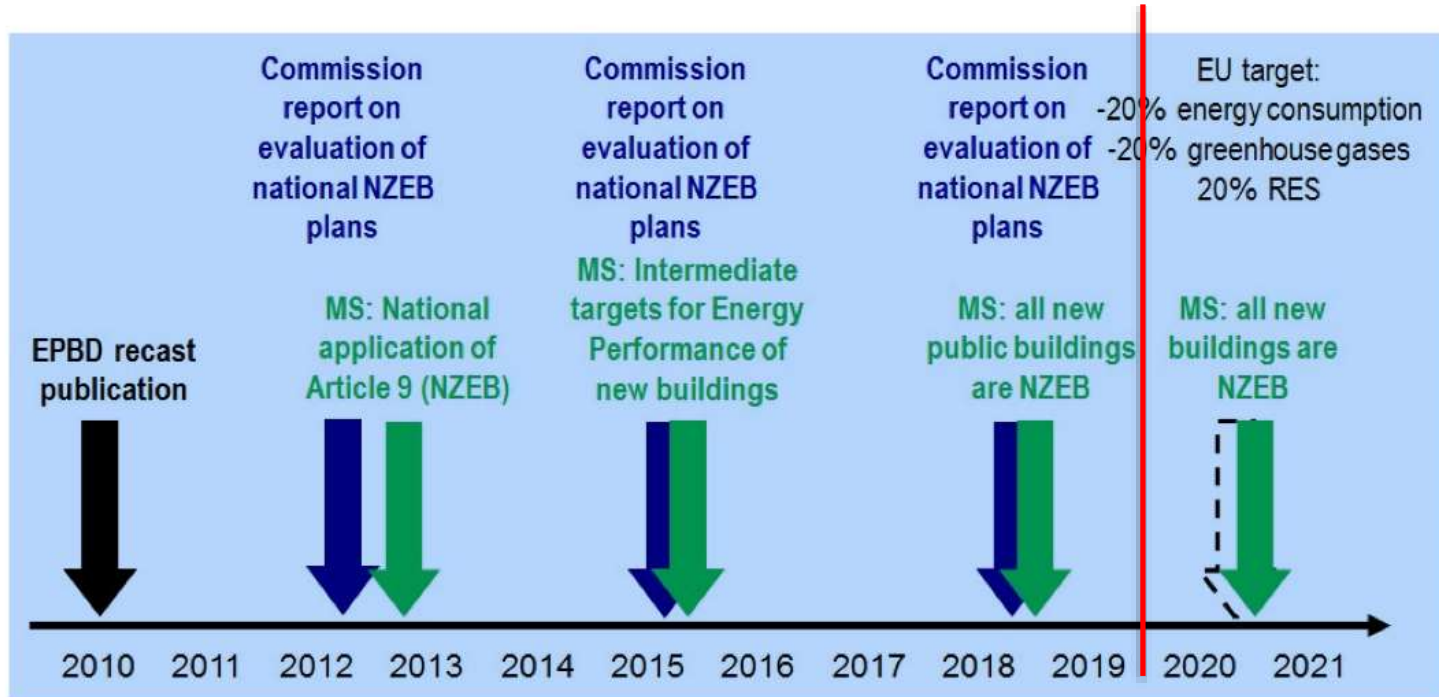 Commission
report on
evaluation of
national NZEB
plans
Commission
report on
evaluation of
national NZEB
plans
Commission
report on
evaluation of
national NZEB
plans
EU target:
-20% energy consumption
-20% greenhouse gases
20% RES
EPBD recast
publication
MS: National
application of
Article 9 (NZEB)
MS: Intermediate
targets for Energy
Performance of
new buildings
MS: all new
public buildings
are NZEB
MS: all new
buildings are
NZEB
2010 2011 2012 2013 2014 2015 2016 2017 2018 2019 2020 2021